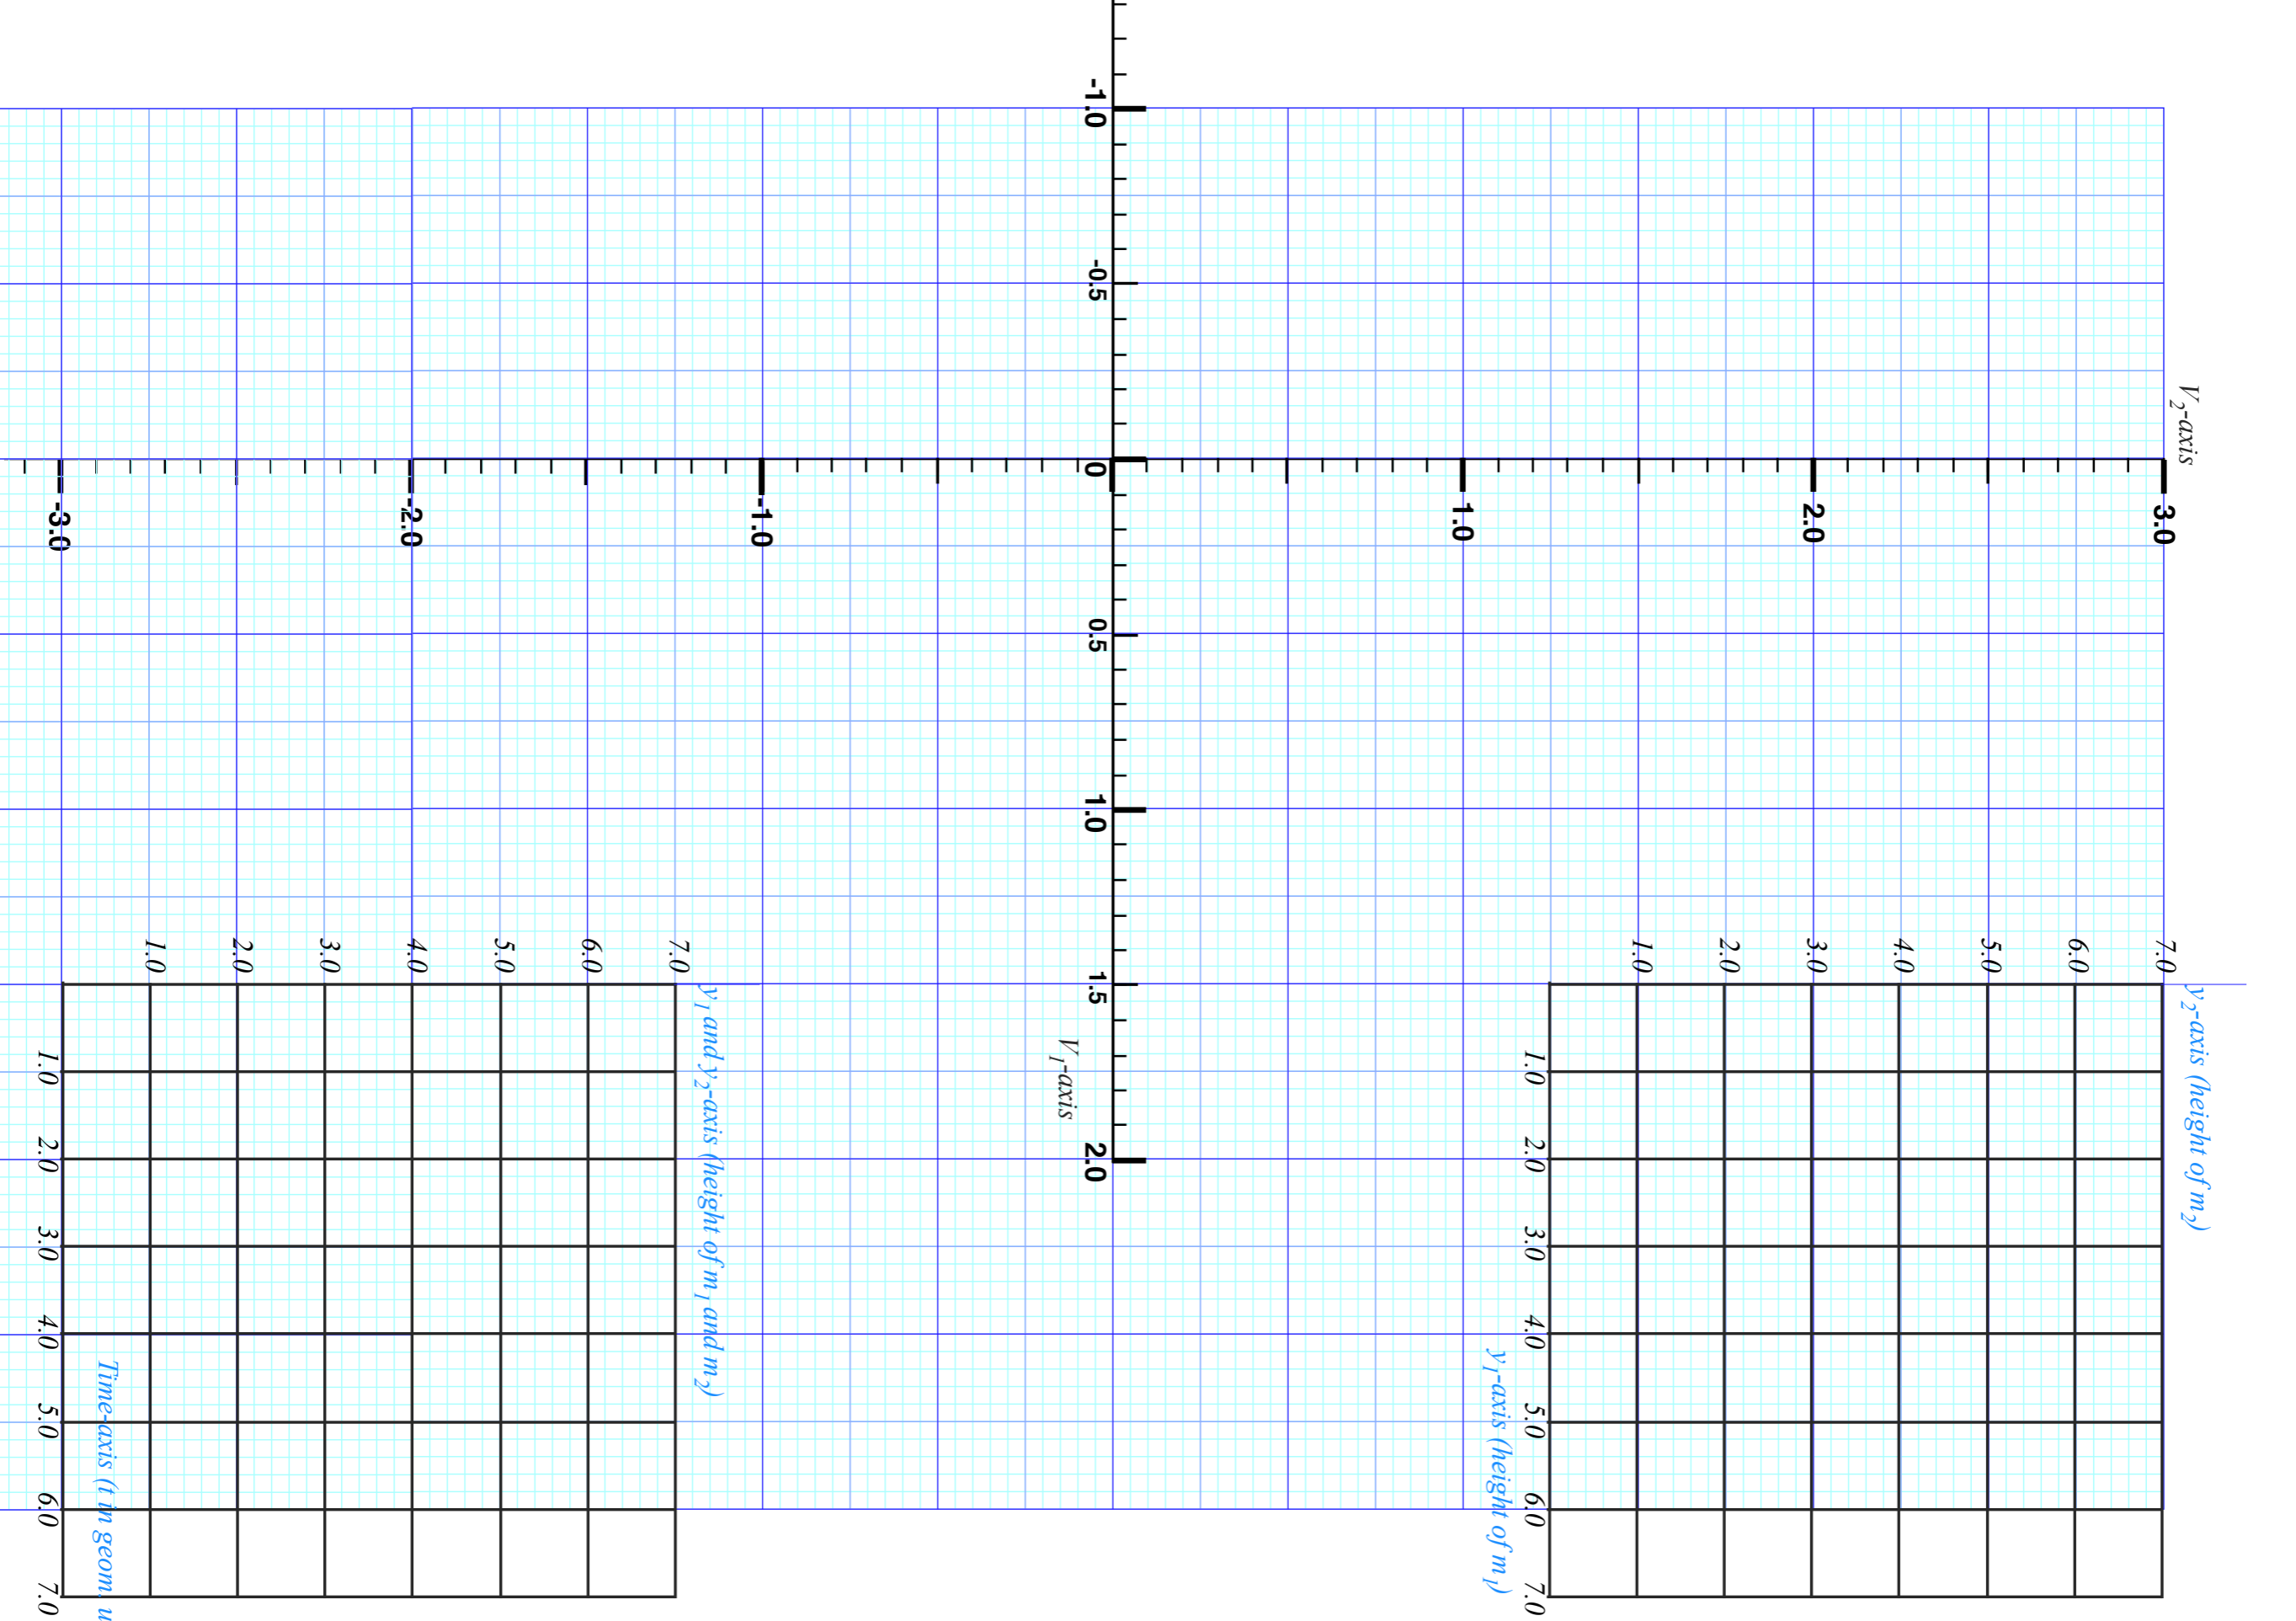 V2-axis
y2-axis (height of m2)
3.0 7.0
6.0
5.0
4.0
2.0 3.0
2.0
1.0
1.0 2.0 3.0 4.0 5.0 6.0 7.0
y1-axis (height of m1)
1.0
-1.0 -0.5 0 0.5 1.0 1.5 2.0
V1-axis
-1.0
y1 and y2-axis (height of m1 and m2)
7.0
6.0
5.0
-2.0 4.0
3.0
2.0
1.0
Time-axis (t in geom. u
-3.0
1.0 2.0 3.0 4.0 5.0 6.0 7.0